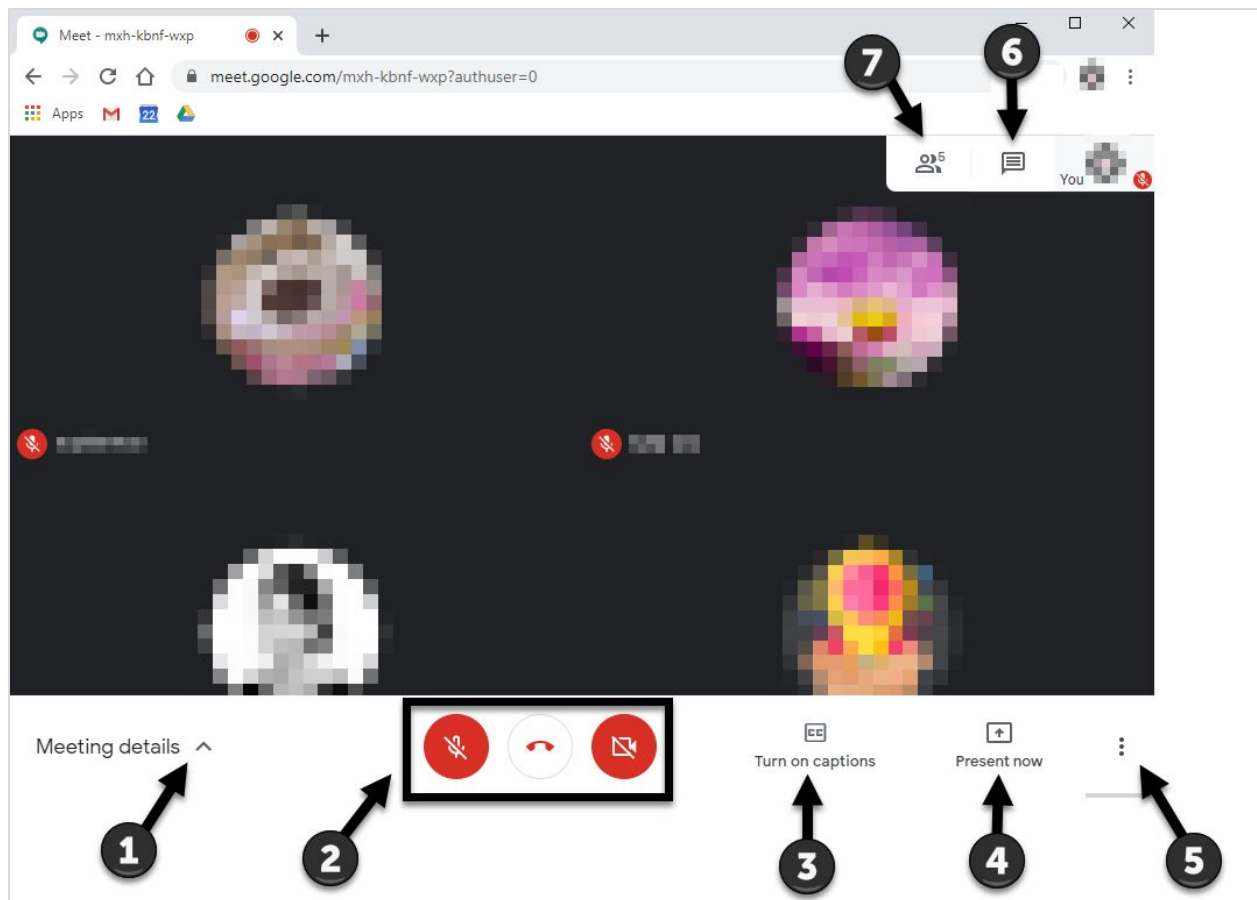 Meet - mxh-kbnf-wxp
meet.google.com/mxh-kbnf-wxp?authuser=0
Apps
22
7
6
5
You
Meeting details
Turn on captions
Present now
1
2
3
4
5